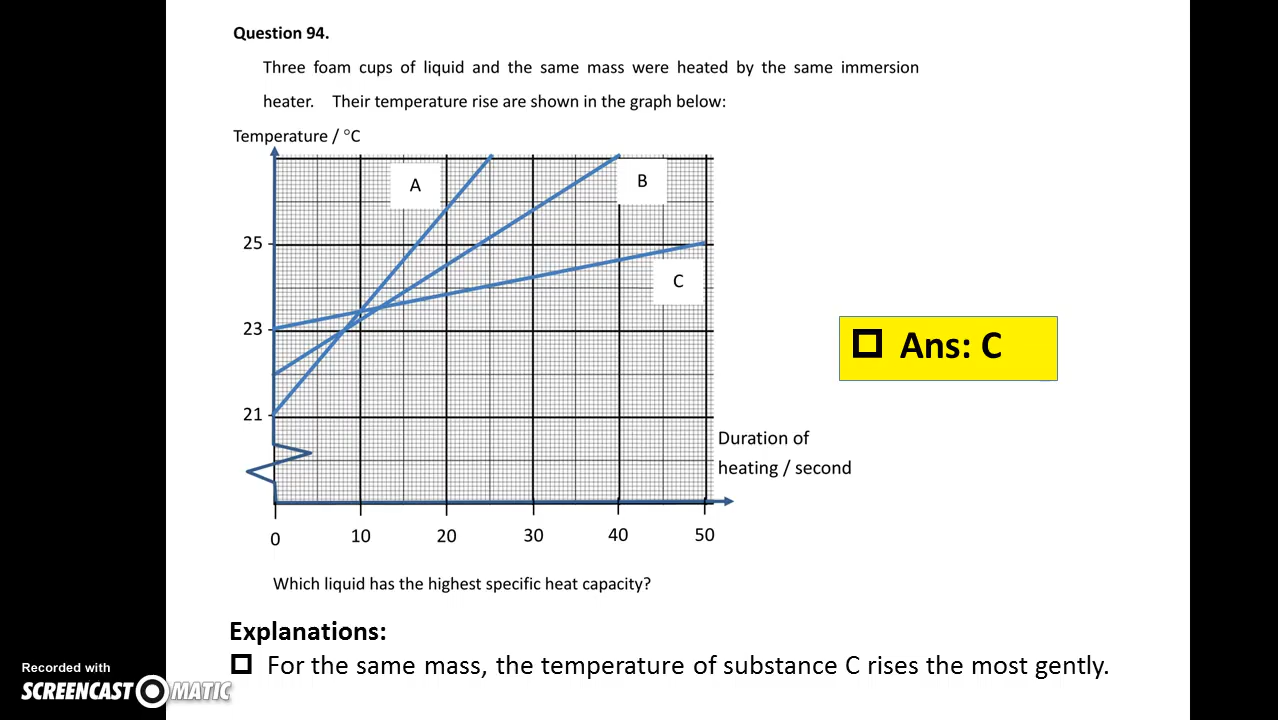 Question 94.
Three foam cups of liquid and the same mass were heated by the same immersion
heater. Their temperature rise are shown in the graph below:
Temperature / °C
A
B
25
C
23
Ans: C
21
Duration of
heating / second
0 10 20 30 40 50
Which liquid has the highest specific heat capacity?
Explanations:
For the same mass, the temperature of substance C rises the most gently.
Recorded with
SCREENCAST MATIC